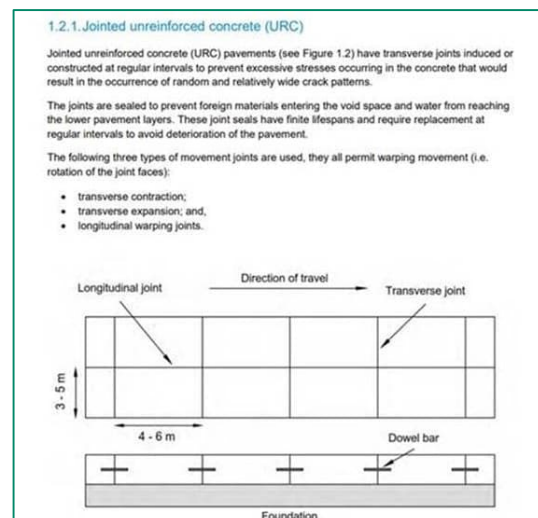 1.2.1. Jointed unreinforced concrete (URC)
Jointed unreinforced concrete (URC) pavements (see Figure 1.2) have transverse joints induced or
constructed at regular intervals to prevent excessive stresses occurring in the concrete that would
result in the occurrence of random and relatively wide crack patterns.
The joints are sealed to prevent foreign materials entering the void space and water from reaching
the lower pavement layers. These joint seals have finite lifespans and require replacement at
regular intervals to avoid deterioration of the pavement.
The following three types of movement joints are used, they all permit warping movement (i.e.
rotation of the joint faces):
• transverse contraction;
• transverse expansion; and,
• longitudinal warping joints.
Direction of travel
Longitudinal joint
Transverse joint
3 - 5 m
4 - 6 m
Dowel bar
Foundation